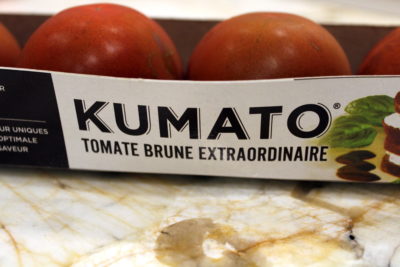 KUMATO®
TOMATE BRUNE EXTRAORDINAIRE
UR UNIQUES
OPTIMALE
SAVEUR